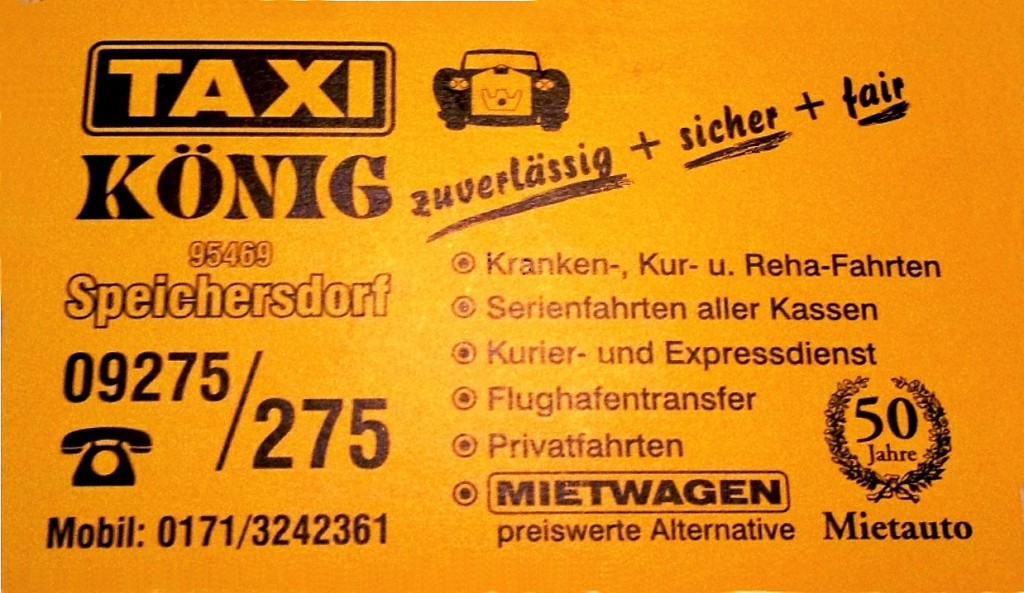 TAXI
KÖNIG
95469
Speichersdorf
09275/275
Mobil: 0171/3242361
zuverlässig + sicher + fair
Kranken-, Kur- u. Reha-Fahrten
Serienfahrten aller Kassen
Kurier- und Expressdienst
Flughafentransfer
Privatfahrten
MIETWAGEN
preiswerte Alternative
50
Jahre
Mietauto